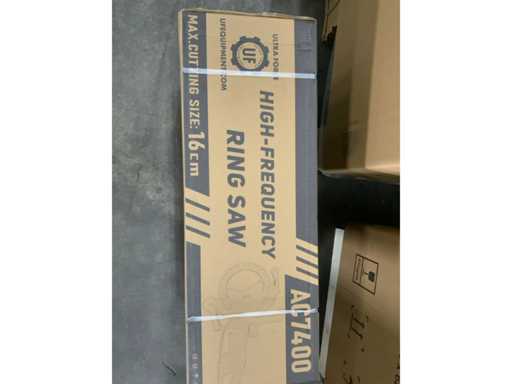 ULTRA FORCE
UF
UFEQUIPMENT.COM
MAX.CUTTING SIZE:16cm
HIGH-FREQUENCY
RING SAW
AC7400